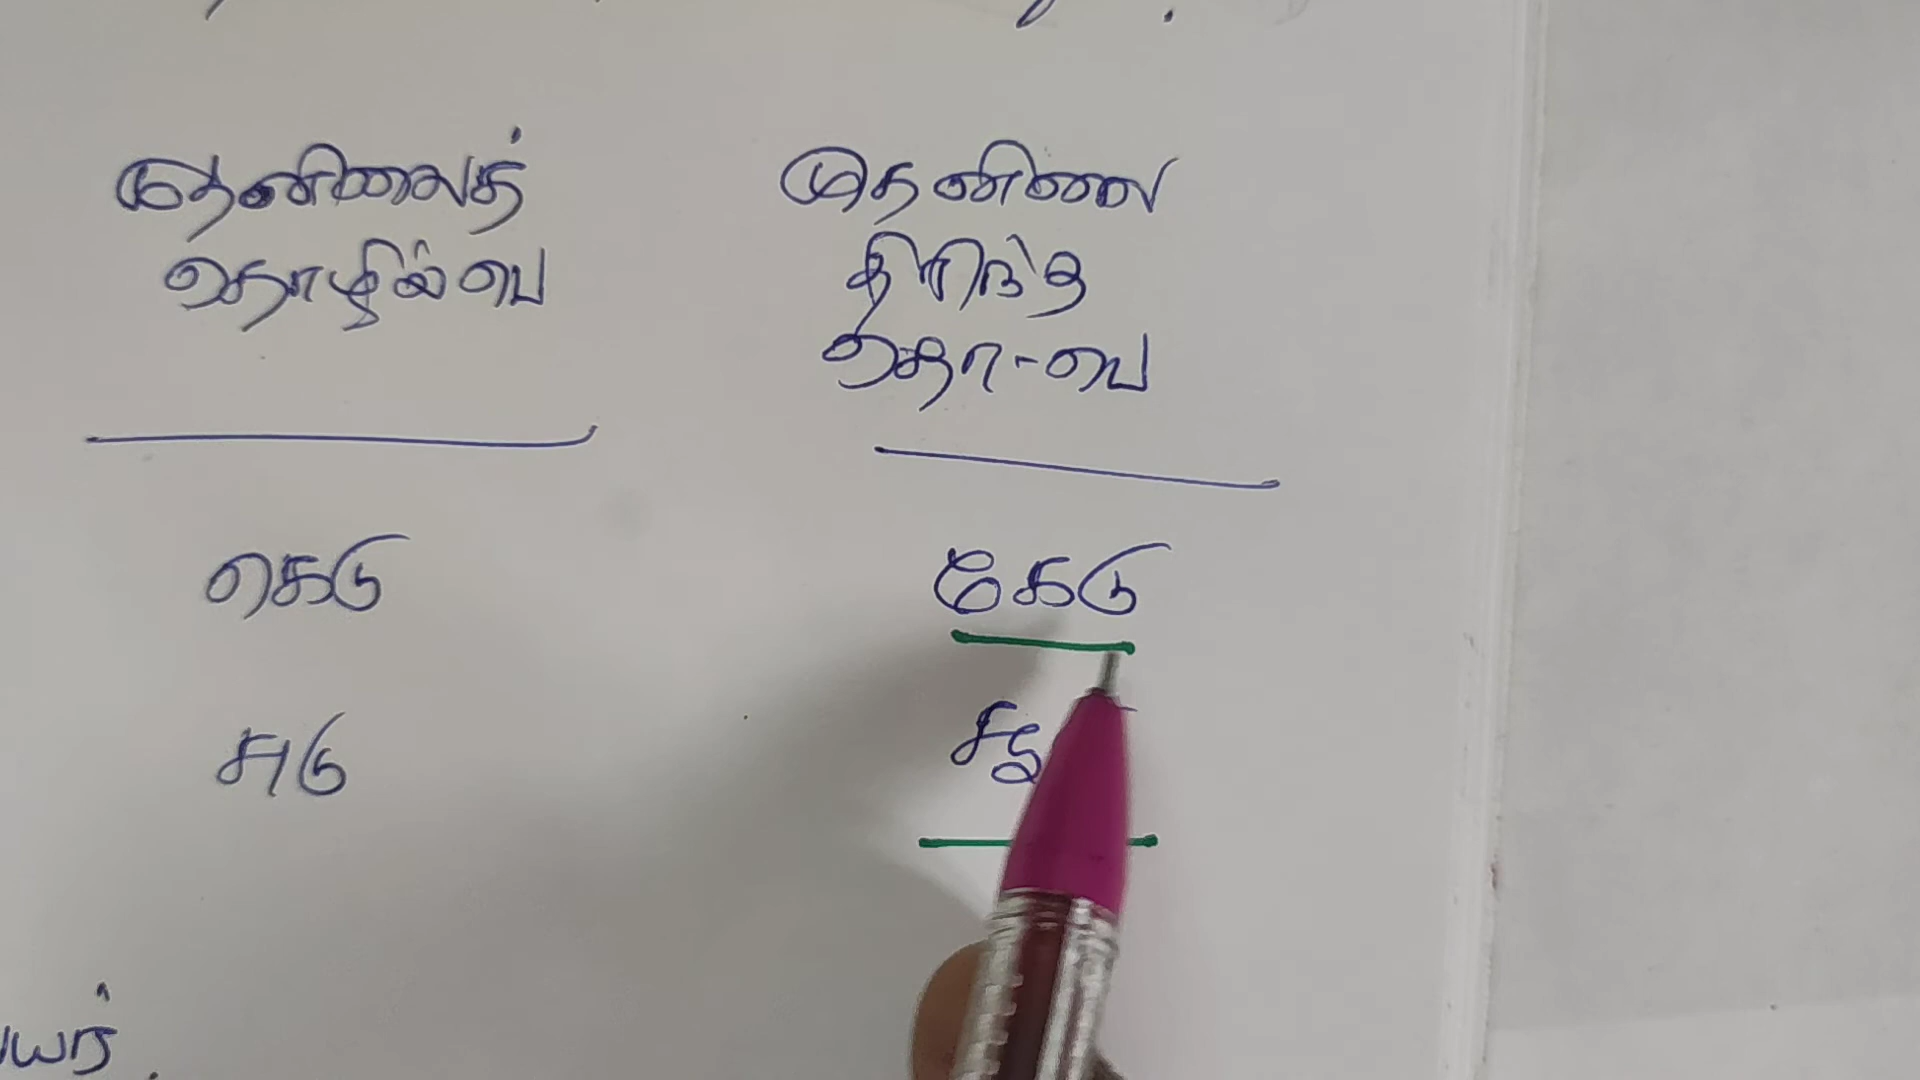 முதனிலைத்
தொழிற்பெ
முதனிலை
திரிந்த
தொ-பெ
கெடு
கேடு
சுடு